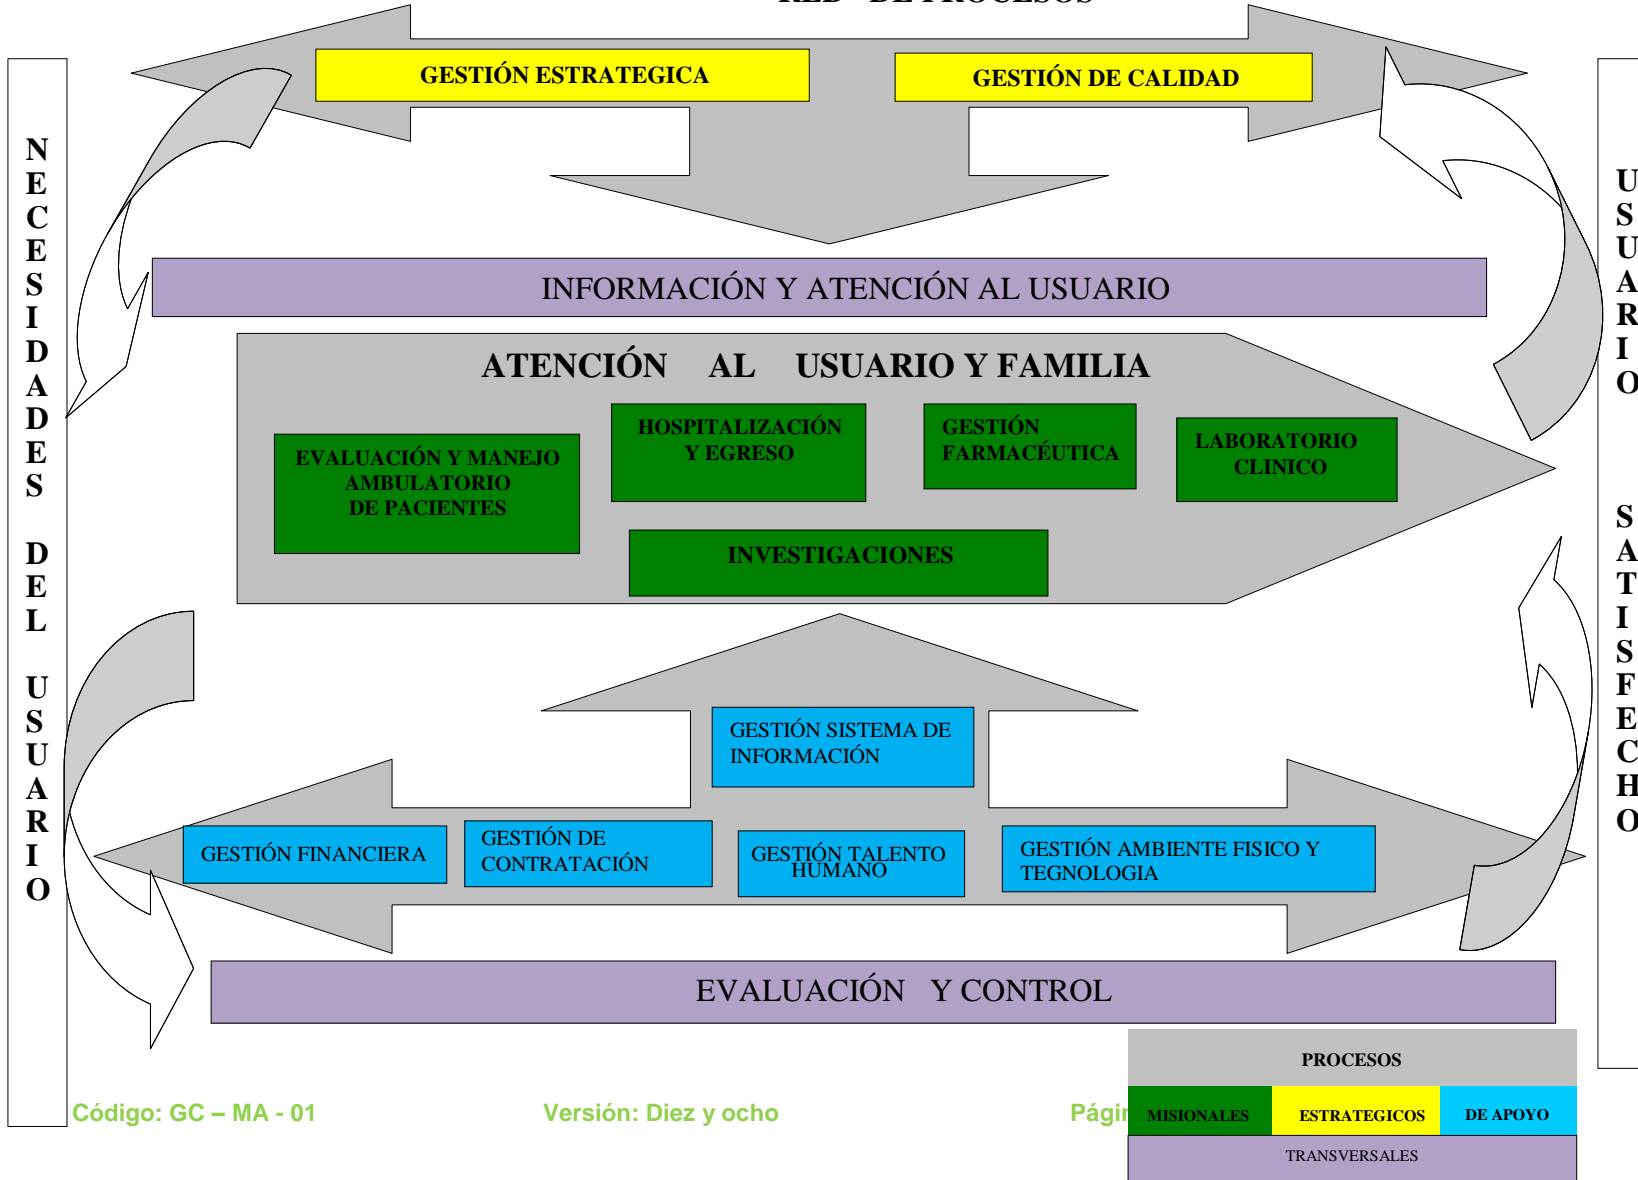 RED DE PROCESOS
GESTIÓN ESTRATEGICA
GESTIÓN DE CALIDAD
NECESIDADES DEL USUARIO
USUARIO SATISFECHO
INFORMACIÓN Y ATENCIÓN AL USUARIO
ATENCIÓN AL USUARIO Y FAMILIA
EVALUACIÓN Y MANEJO
AMBULATORIO
DE PACIENTES
HOSPITALIZACIÓN
Y EGRESO
GESTIÓN
FARMACÉUTICA
LABORATORIO
CLINICO
INVESTIGACIONES
GESTIÓN SISTEMA DE
INFORMACIÓN
GESTIÓN FINANCIERA
GESTIÓN DE
CONTRATACIÓN
GESTIÓN TALENTO
HUMANO
GESTIÓN AMBIENTE FISICO Y
TEGNOLOGIA
EVALUACIÓN Y CONTROL
PROCESOS
MISIONALES
ESTRATEGICOS
DE APOYO
TRANSVERSALES
Código: GC – MA - 01
Versión: Diez y ocho